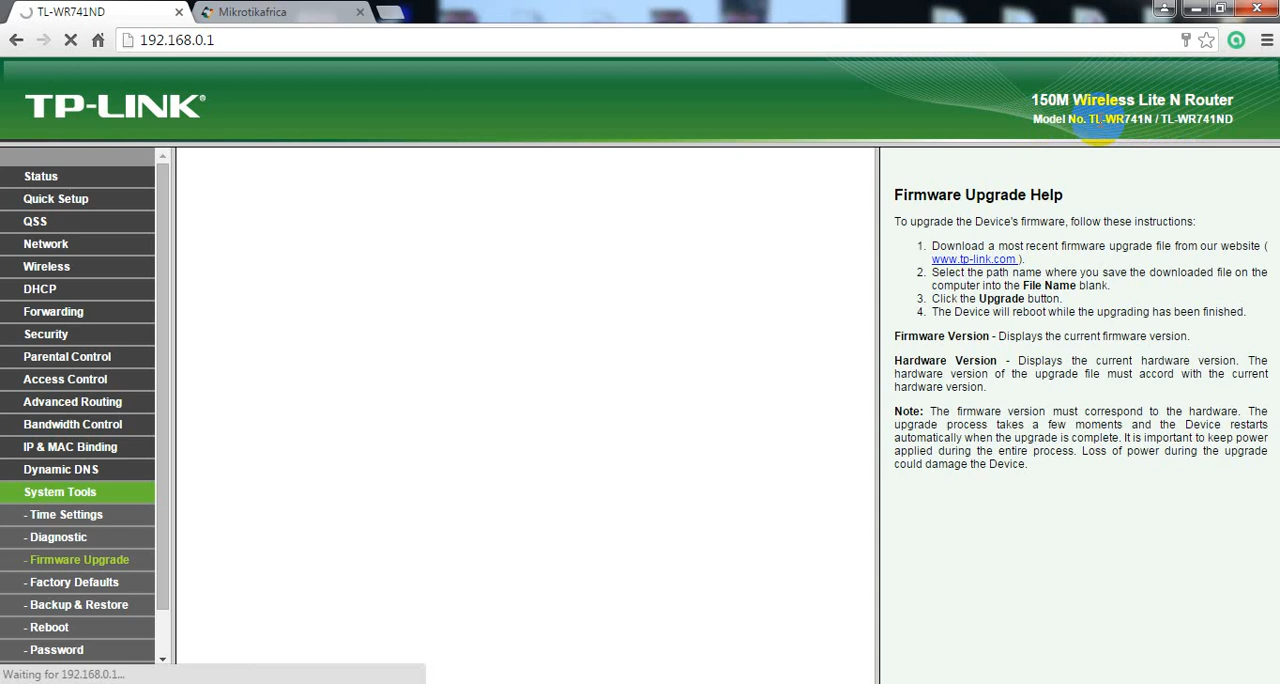 TL-WR741ND
Mikrotikafrica
192.168.0.1
TP-LINK®
150M Wireless Lite N Router
Model No. TL-WR741N / TL-WR741ND
Status
Quick Setup
QSS
Network
Wireless
DHCP
Forwarding
Security
Parental Control
Access Control
Advanced Routing
Bandwidth Control
IP & MAC Binding
Dynamic DNS
System Tools
- Time Settings
- Diagnostic
- Firmware Upgrade
- Factory Defaults
- Backup & Restore
- Reboot
- Password
Firmware Upgrade Help
To upgrade the Device's firmware, follow these instructions:
1. Download a most recent firmware upgrade file from our website (
www.tp-link.com ).
2. Select the path name where you save the downloaded file on the
computer into the File Name blank.
3. Click the Upgrade button.
4. The Device will reboot while the upgrading has been finished.
Firmware Version - Displays the current firmware version.
Hardware Version - Displays the current hardware version. The
hardware version of the upgrade file must accord with the current
hardware version.
Note: The firmware version must correspond to the hardware. The
upgrade process takes a few moments and the Device restarts
automatically when the upgrade is complete. It is important to keep power
applied during the entire process. Loss of power during the upgrade
could damage the Device.
Waiting for 192.168.0.1...